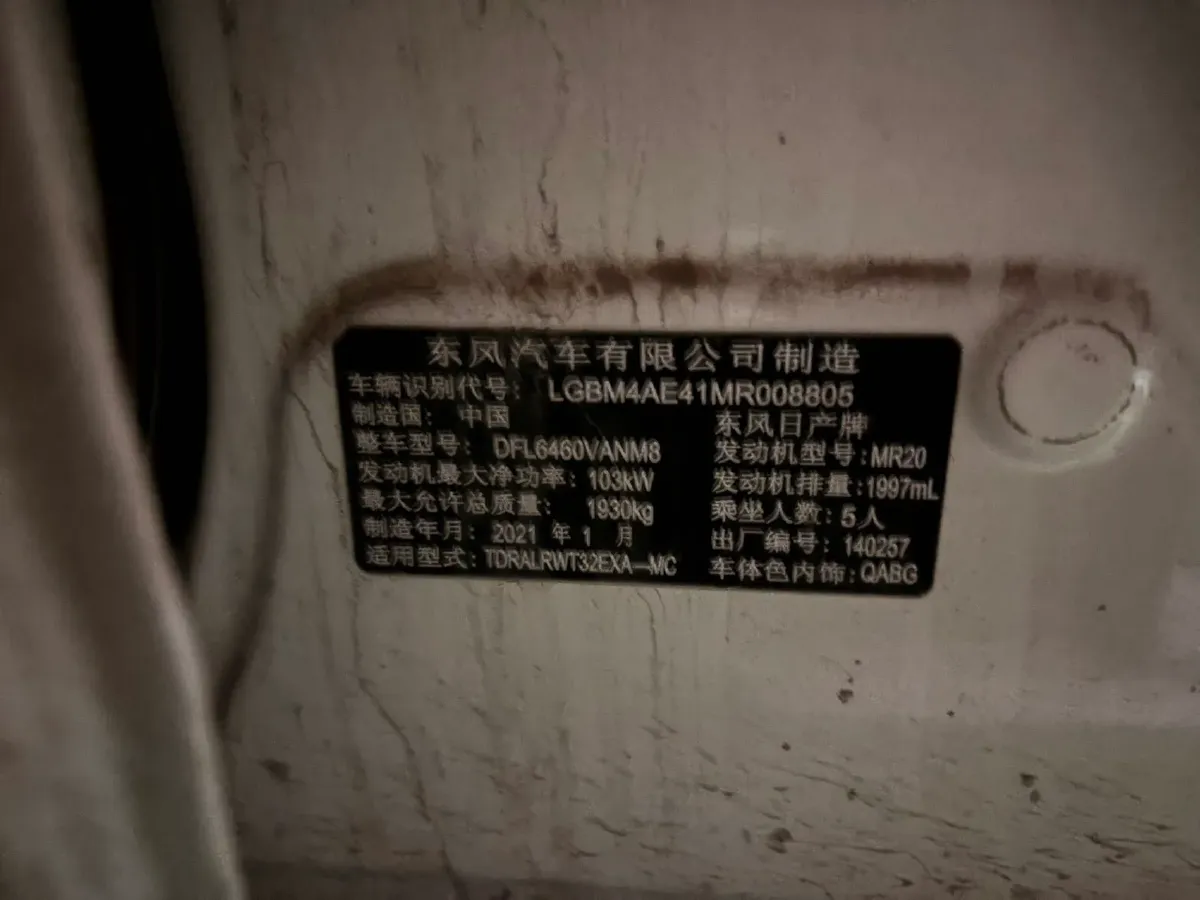 东风汽车有限公司制造
车辆识别代号: LGBM4AE41MR008805
制造国: 中国 东风日产牌
整车型号: DFL6460VANM8 发动机型号:MR20
发动机最大净功率: 103kW 发动机排量:1997mL
最大允许总质量: 1930kg 乘坐人数: 5人
制造年月: 2021 年 1 月 出厂编号: 140257
适用型式: TDRALRWT32EXA-MC 车体色内饰:QABG